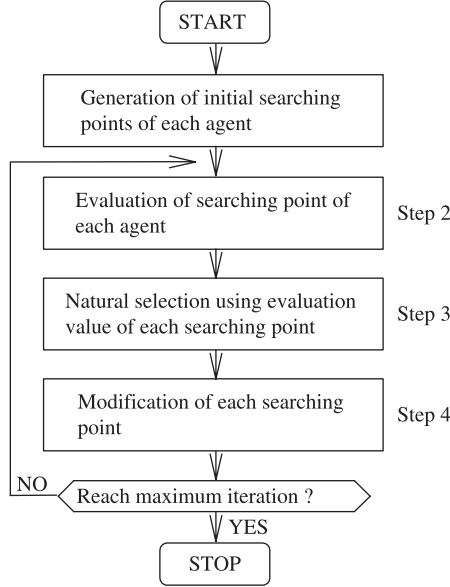 START
Generation of initial searching
points of each agent
Evaluation of searching point of
each agent
Step 2
Natural selection using evaluation
value of each searching point
Step 3
Modification of each searching
point
Step 4
NO
Reach maximum iteration ?
YES
STOP